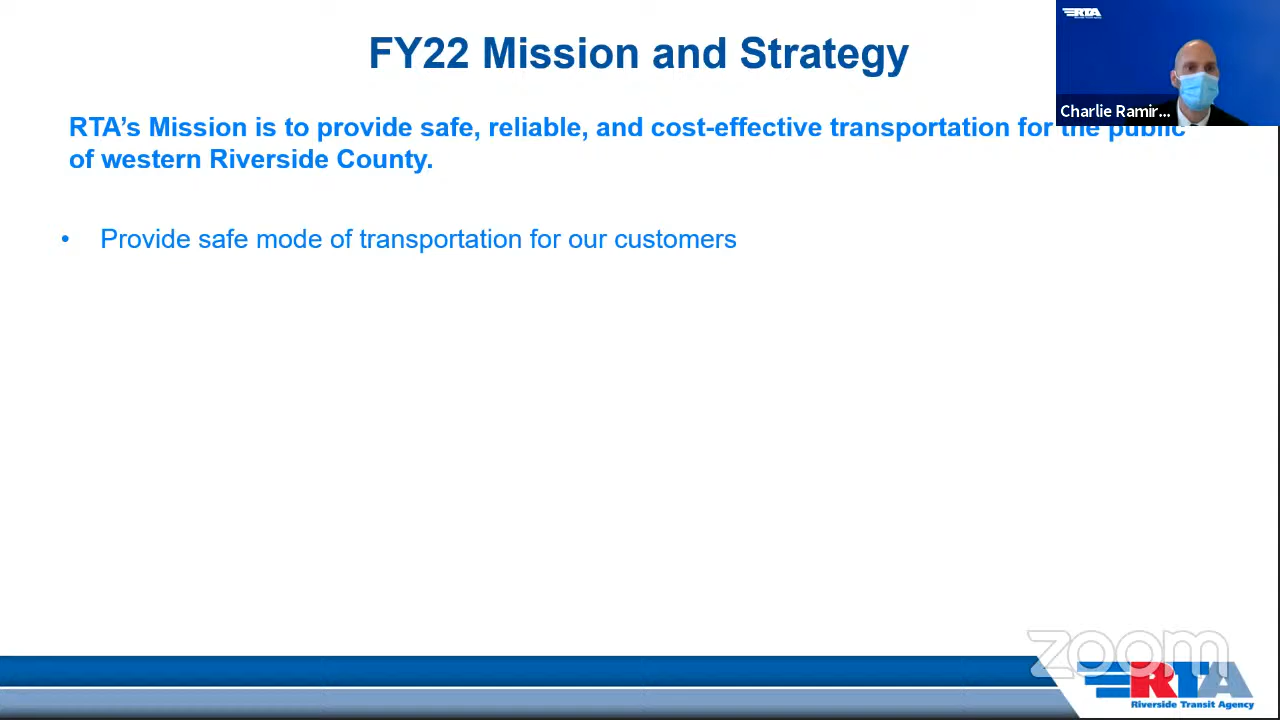 FY22 Mission and Strategy
RTA
Charlie Ramir...
RTA's Mission is to provide safe, reliable, and cost-effective transportation for the public
of western Riverside County.
• Provide safe mode of transportation for our customers
zoom
RTA
Riverside Transit Agency